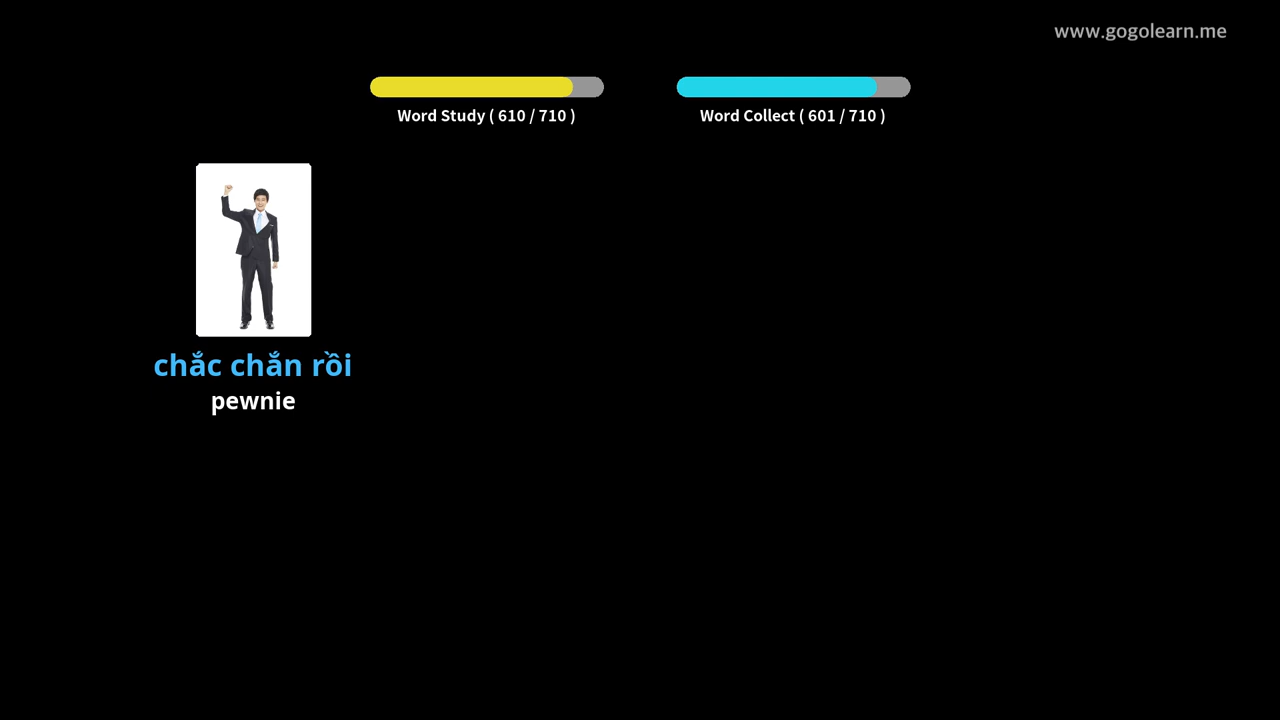 www.gogolearn.me
Word Study ( 610 / 710 )
Word Collect ( 601 / 710 )
chắc chắn rồi
pewnie